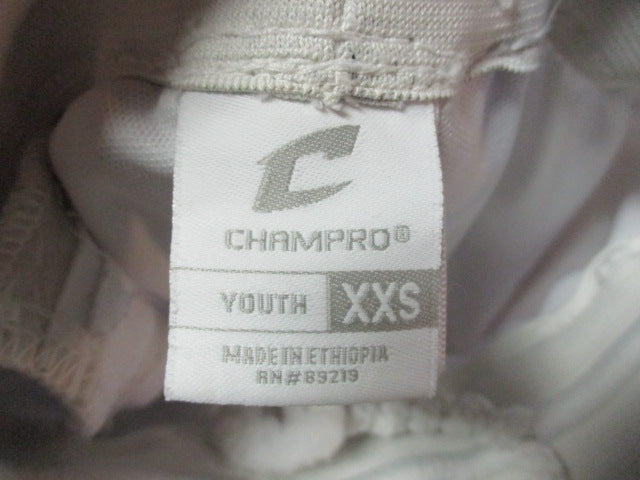 C
CHAMPRO®
YOUTH XXS
MADE IN ETHIOPIA
RN#89219